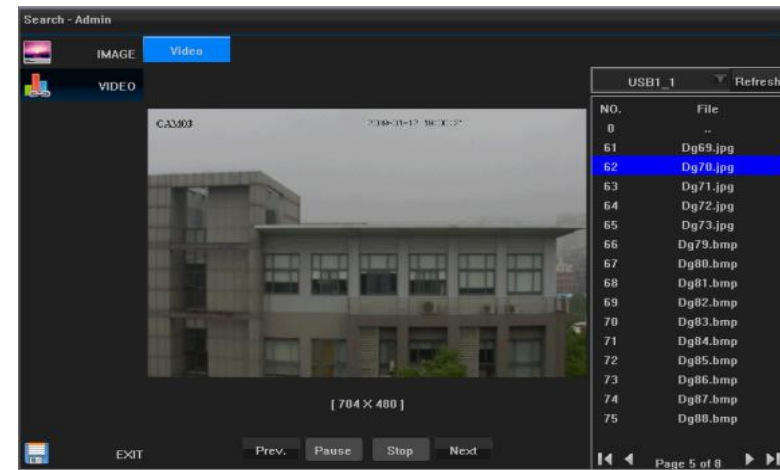 Search - Admin
IMAGE
Video
VIDEO
USB1_1
Refresh
CAM03
NO. File
0 ..
61 Dg69.jpg
62 Dg70.jpg
63 Dg71.jpg
64 Dg72.jpg
65 Dg73.jpg
66 Dg79.bmp
67 Dg80.bmp
68 Dg81.bmp
69 Dg82.bmp
70 Dg83.bmp
71 Dg84.bmp
72 Dg85.bmp
73 Dg86.bmp
74 Dg87.bmp
75 Dg88.bmp
[ 704 X 480 ]
EXIT
Prev. Pause Stop Next
Page 5 of 8